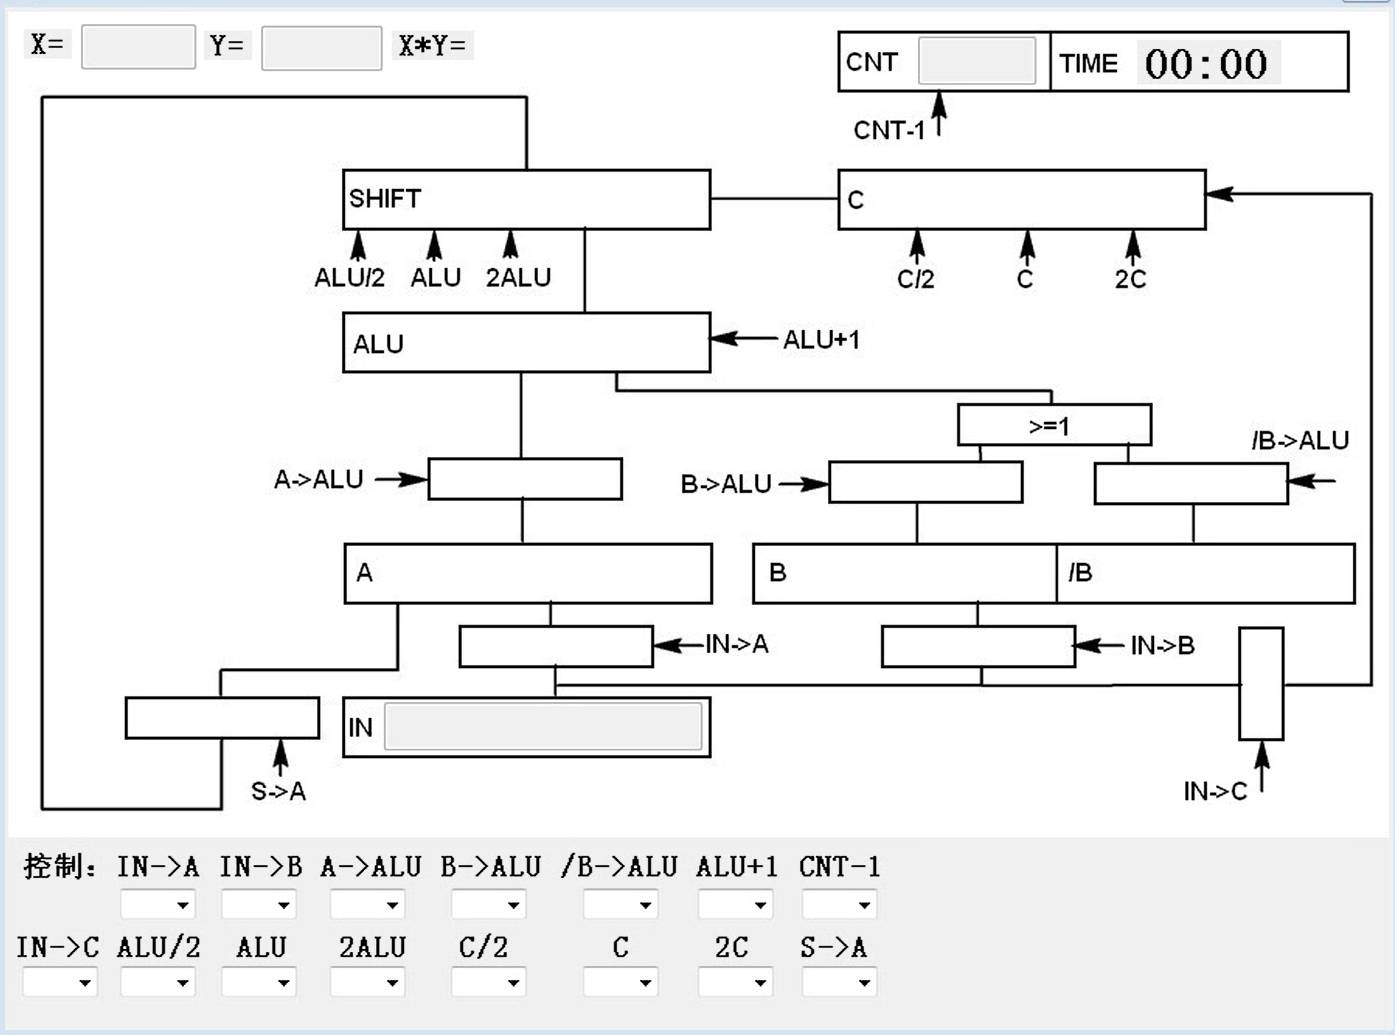 X= Y= X*Y=
CNT TIME 00:00
CNT-1
SHIFT C
ALU/2 ALU 2ALU C/2 C 2C
ALU ALU+1
>=1
/B->ALU
A->ALU B->ALU
A B /B
IN->A IN->B
IN
S->A IN->C
控制: IN->A IN->B A->ALU B->ALU /B->ALU ALU+1 CNT-1
IN->C ALU/2 ALU 2ALU C/2 C 2C S->A